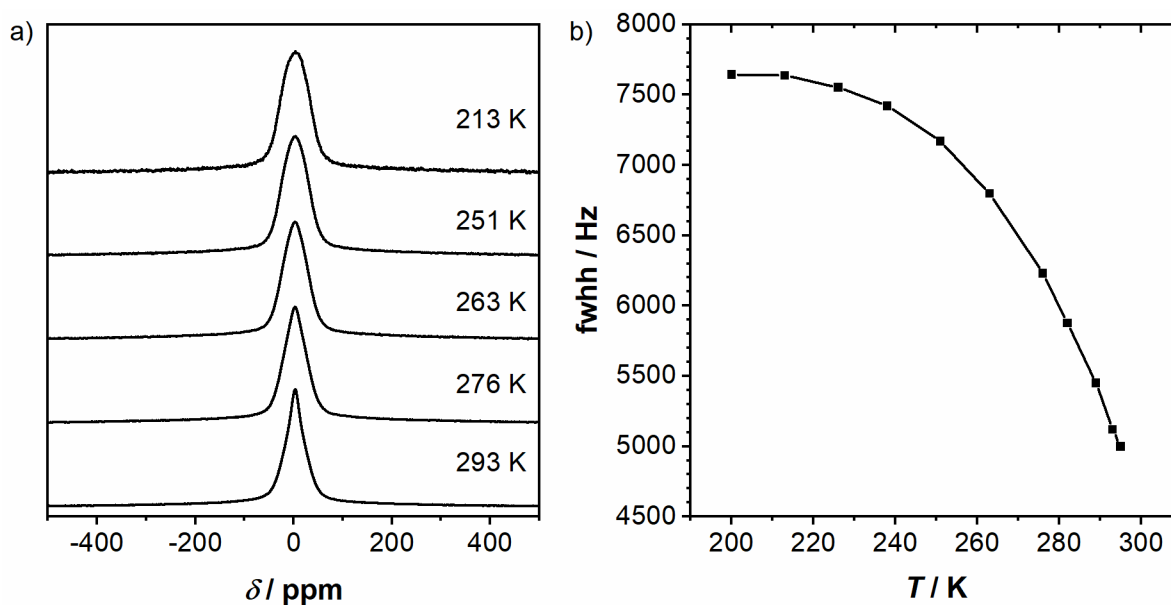 a)
213 K
251 K
263 K
276 K
293 K
-400 -200 0 200 400
δ / ppm
b)
8000
7500
7000
6500
6000
5500
5000
4500
fwhh / Hz
200 220 240 260 280 300
T / K